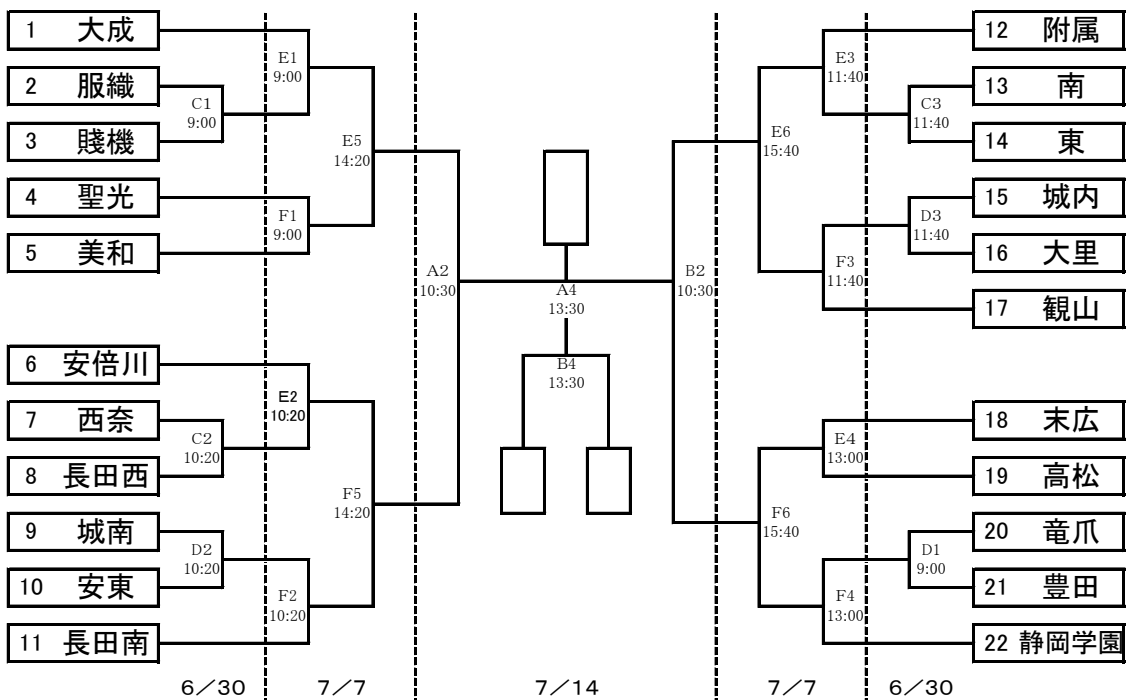 1 大成
2 服織
3 賤機
4 聖光
5 美和
6 安倍川
7 西奈
8 長田西
9 城南
10 安東
11 長田南
C1
9:00
C2
10:20
D2
10:20
E1
9:00
F1
9:00
E2
10:20
F2
10:20
E5
14:20
F5
14:20
A2
10:30
A4
13:30
B4
13:30
B2
10:30
E6
15:40
F6
15:40
E3
11:40
F3
11:40
E4
13:00
F4
13:00
C3
11:40
D3
11:40
D1
9:00
12 附属
13 南
14 東
15 城内
16 大里
17 観山
18 末広
19 高松
20 竜爪
21 豊田
22 静岡学園
6/30 7/7 7/14 7/7 6/30